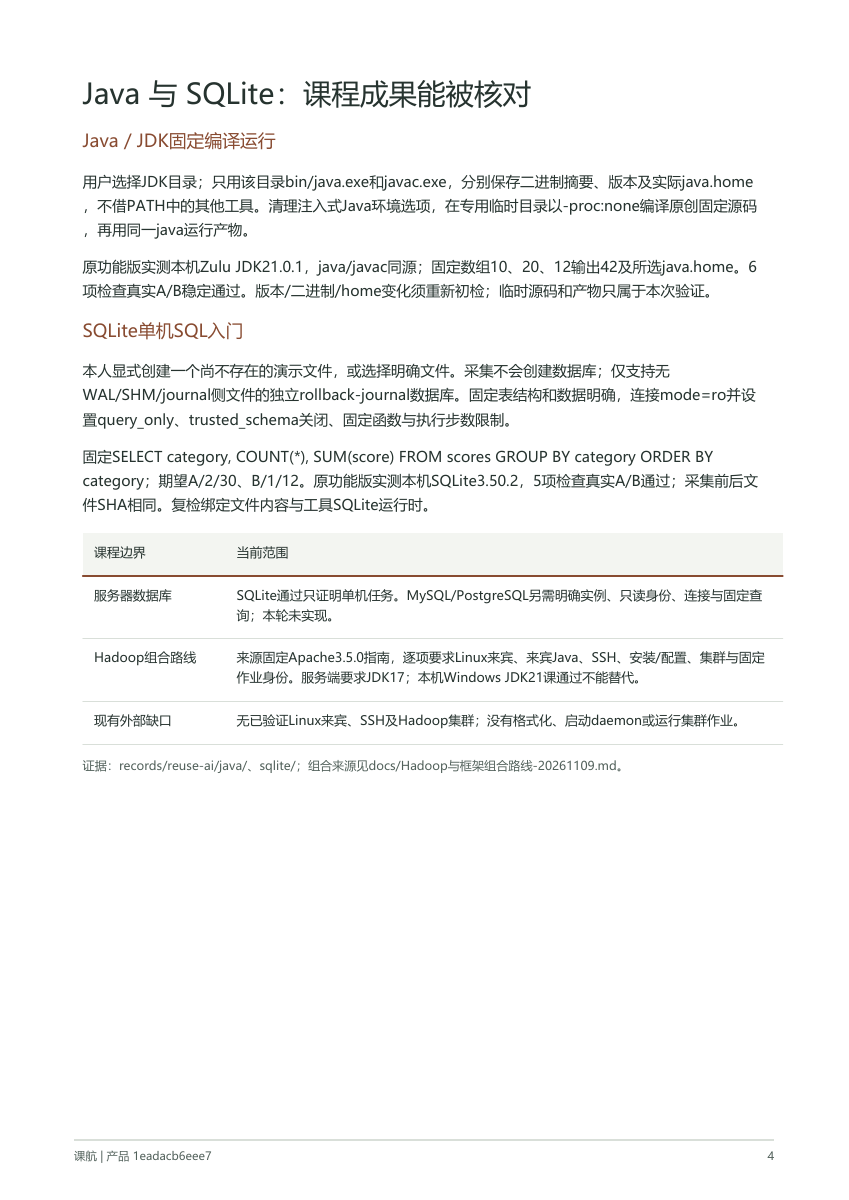 Java 与 SQLite：课程成果能被核对
Java / JDK固定编译运行
用户选择JDK目录；只用该目录bin/java.exe和javac.exe，分别保存二进制摘要、版本及实际java.home
，不借PATH中的其他工具。清理注入式Java环境选项，在专用临时目录以-proc:none编译原创固定源码
，再用同一java运行产物。
原功能版实测本机Zulu JDK21.0.1，java/javac同源；固定数组10、20、12输出42及所选java.home。6
项检查真实A/B稳定通过。版本/二进制/home变化须重新初检；临时源码和产物只属于本次验证。
SQLite单机SQL入门
本人显式创建一个尚不存在的演示文件，或选择明确文件。采集不会创建数据库；仅支持无
WAL/SHM/journal侧文件的独立rollback-journal数据库。固定表结构和数据明确，连接mode=ro并设
置query_only、trusted_schema关闭、固定函数与执行步数限制。
固定SELECT category, COUNT(*), SUM(score) FROM scores GROUP BY category ORDER BY
category；期望A/2/30、B/1/12。原功能版实测本机SQLite3.50.2，5项检查真实A/B通过；采集前后文
件SHA相同。复检绑定文件内容与工具SQLite运行时。
课程边界 当前范围
服务器数据库 SQLite通过只证明单机任务。MySQL/PostgreSQL另需明确实例、只读身份、连接与固定查
询；本轮未实现。
Hadoop组合路线 来源固定Apache3.5.0指南，逐项要求Linux来宾、来宾Java、SSH、安装/配置、集群与固定
作业身份。服务端要求JDK17；本机Windows JDK21课通过不能替代。
现有外部缺口 无已验证Linux来宾、SSH及Hadoop集群；没有格式化、启动daemon或运行集群作业。
证据：records/reuse-ai/java/、sqlite/；组合来源见docs/Hadoop与框架组合路线-20261109.md。
课航 | 产品 1eadacb6eee7 4